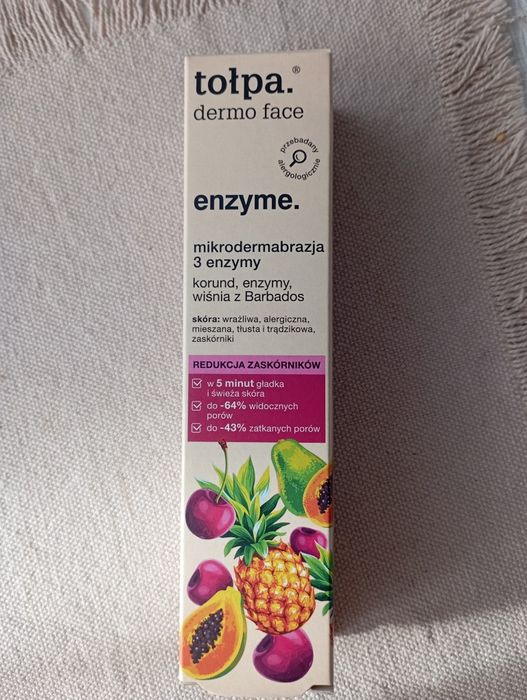 tołpa.®
dermo face
przebadany
alergologicznie
enzyme.
mikrodermabrazja
3 enzymy
korund, enzymy,
wiśnia z Barbados
skóra: wrażliwa, alergiczna,
mieszana, tłusta i trądzikowa,
zaskórniki
REDUKCJA ZASKÓRNIKÓW
w 5 minut gładka
i świeża skóra
do -64% widocznych
porów
do -43% zatkanych porów